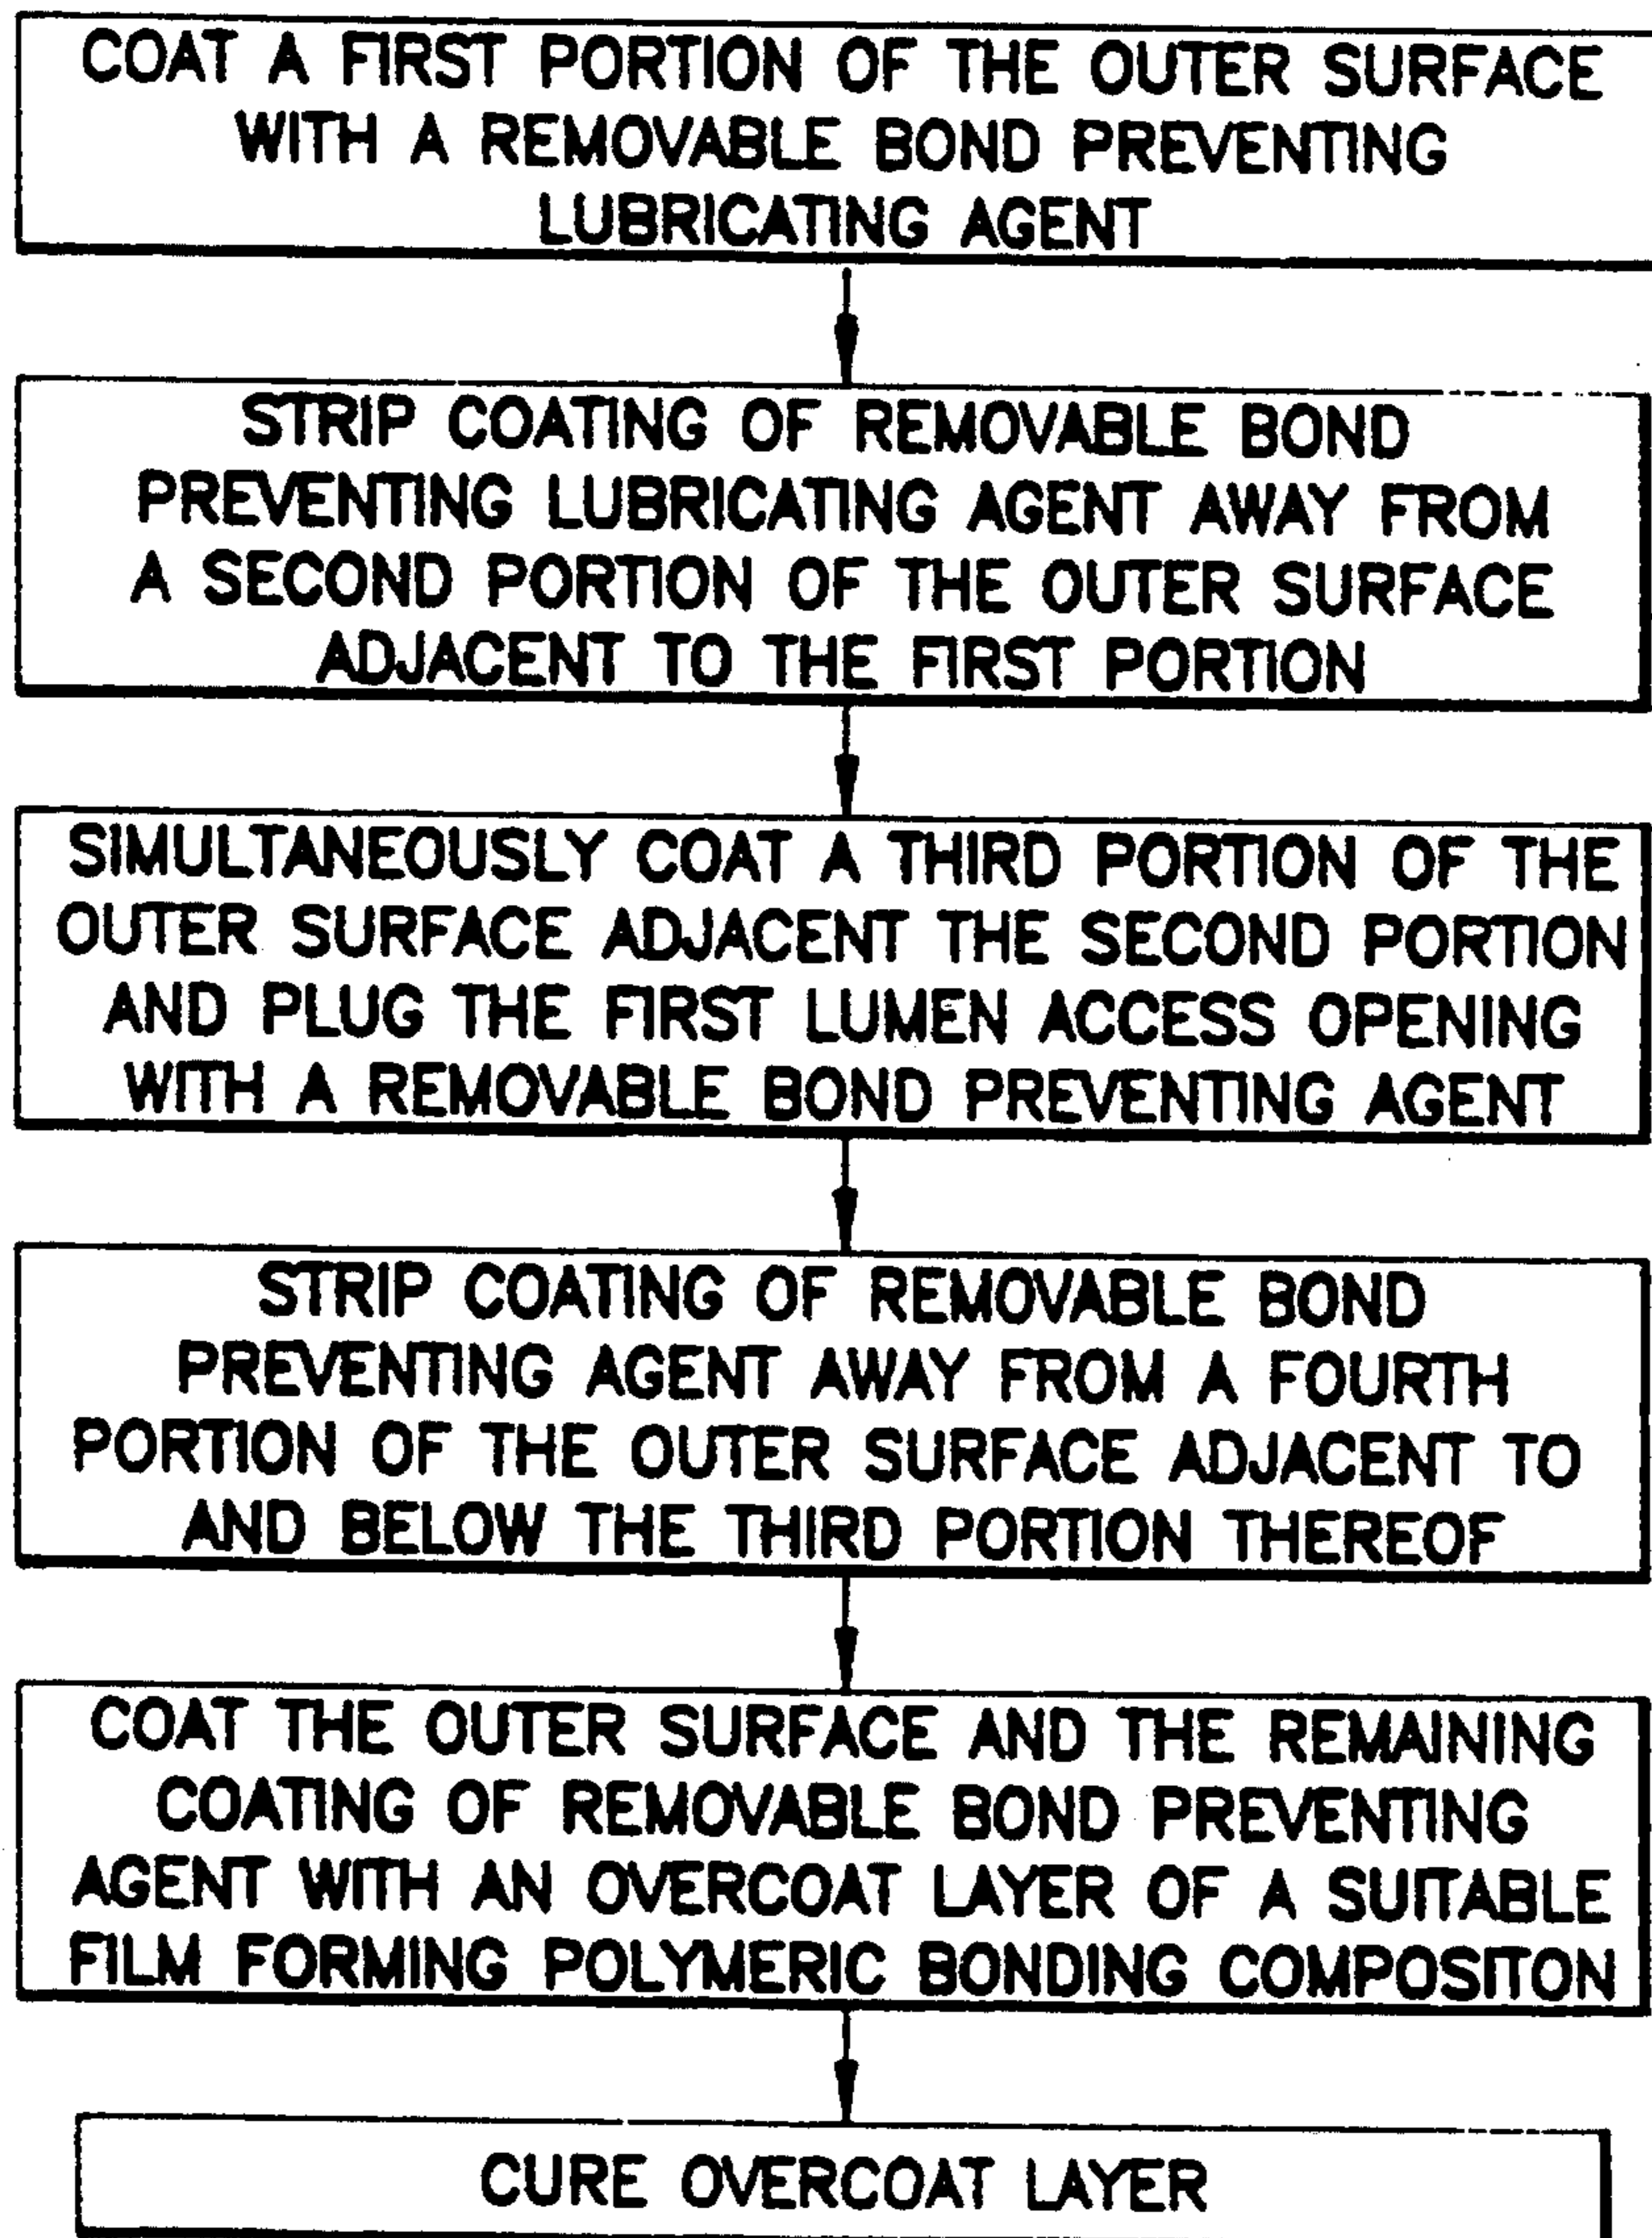 COAT A FIRST PORTION OF THE OUTER SURFACE
WITH A REMOVABLE BOND PREVENTING
LUBRICATING AGENT
STRIP COATING OF REMOVABLE BOND
PREVENTING LUBRICATING AGENT AWAY FROM
A SECOND PORTION OF THE OUTER SURFACE
ADJACENT TO THE FIRST PORTION
SIMULTANEOUSLY COAT A THIRD PORTION OF THE
OUTER SURFACE ADJACENT THE SECOND PORTION
AND PLUG THE FIRST LUMEN ACCESS OPENING
WITH A REMOVABLE BOND PREVENTING AGENT
STRIP COATING OF REMOVABLE BOND
PREVENTING AGENT AWAY FROM A FOURTH
PORTION OF THE OUTER SURFACE ADJACENT TO
AND BELOW THE THIRD PORTION THEREOF
COAT THE OUTER SURFACE AND THE REMAINING
COATING OF REMOVABLE BOND PREVENTING
AGENT WITH AN OVERCOAT LAYER OF A SUITABLE
FILM FORMING POLYMERIC BONDING COMPOSITON
CURE OVERCOAT LAYER